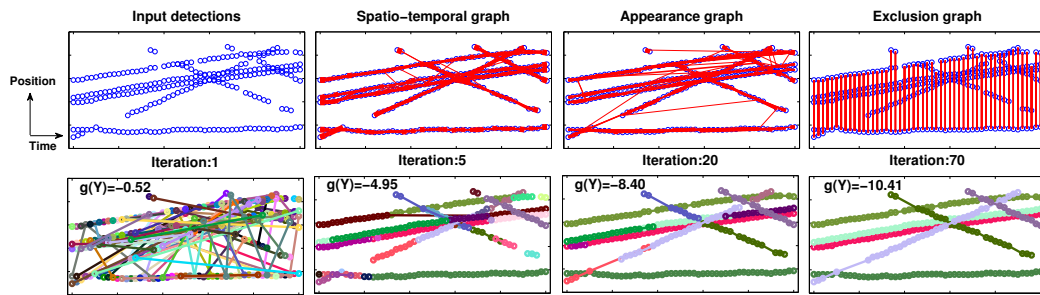 Input detections
Spatio-temporal graph
Appearance graph
Exclusion graph
Position
Time
Iteration:1
Iteration:5
Iteration:20
Iteration:70
g(Y)=−0.52
g(Y)=−4.95
g(Y)=−8.40
g(Y)=−10.41